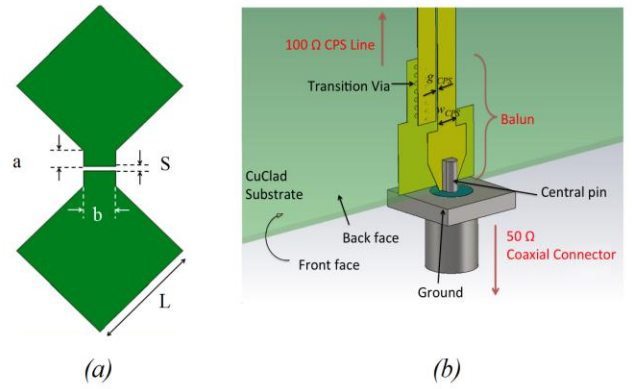 a
S
b
L
(a)
100 Ω CPS Line
Transition Via
g CPS
W CPS
Balun
CuClad
Substrate
Central pin
Back face
50 Ω
Coaxial Connector
Front face
Ground
(b)